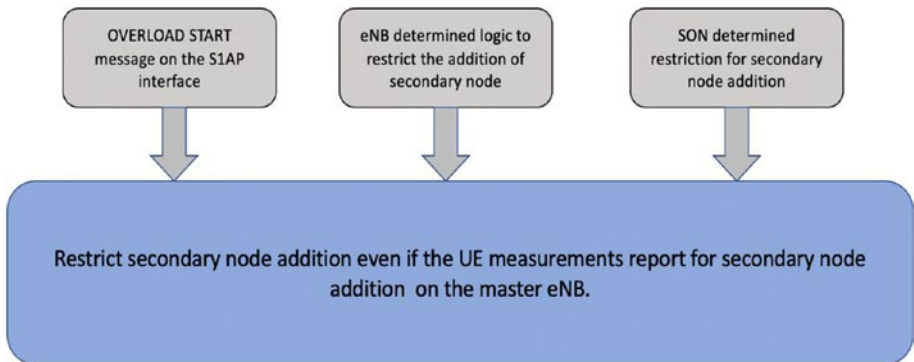 OVERLOAD START
message on the S1AP
interface
eNB determined logic to
restrict the addition of
secondary node
SON determined
restriction for secondary
node addition
Restrict secondary node addition even if the UE measurements report for secondary node
addition on the master eNB.